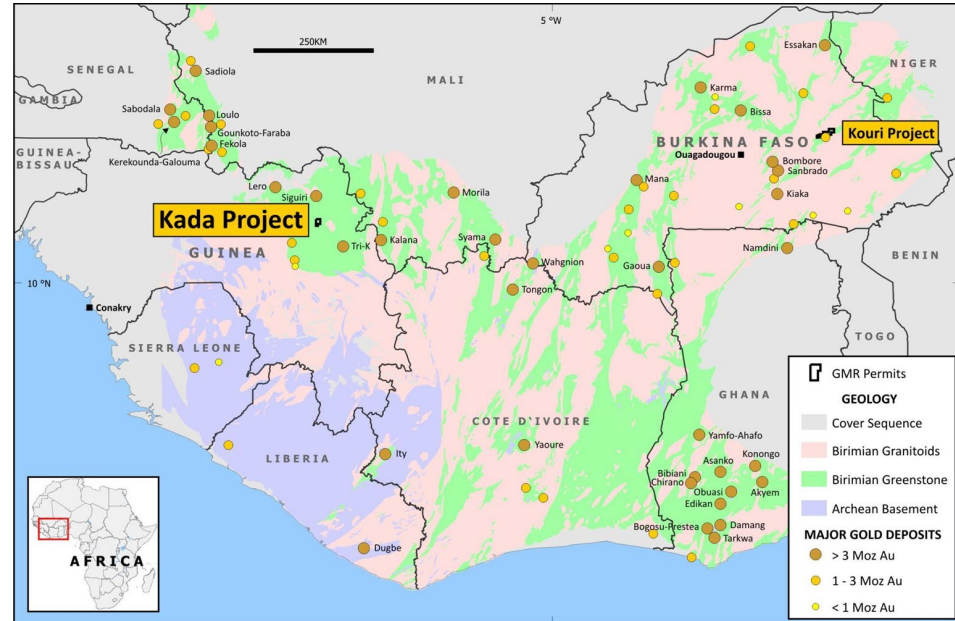 5°W
250KM
SENEGAL
GAMBIA
GUINEA-
BISSAU
MALI
NIGER
Essakan
Sadiola
Sabodala
Loulo
Gounkoto-Faraba
Fekola
Kerekounda-Galouma
Karma
Bissa
BURKINA FASO
Kouri Project
Ouagadougou
Bombore
Sanbrado
Kiaka
Mana
Lero
Siguiri
Morila
Kada Project
GUINEA
Tri-K
Kalana
Syama
Wahgnion
Gaoua
Namdini
BENIN
Tongon
10 °N
Conakry
SIERRA LEONE
TOGO
GHANA
COTE D'IVOIRE
LIBERIA
Ity
Yaoure
Yamfo-Ahafo
Konongo
Asanko
Bibiani
Chirano
Obuasi
Akyem
Edikan
Bogosu-Prestea
Damang
Tarkwa
Dugbe
AFRICA
GMR Permits
GEOLOGY
Cover Sequence
Birimian Granitoids
Birimian Greenstone
Archean Basement
MAJOR GOLD DEPOSITS
> 3 Moz Au
1 - 3 Moz Au
< 1 Moz Au